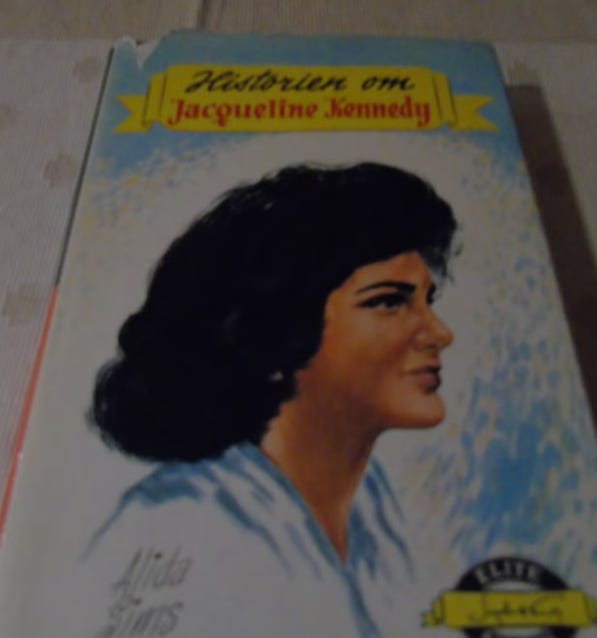 Historien om
Jacqueline Kennedy
Alida
Sims
ELITE